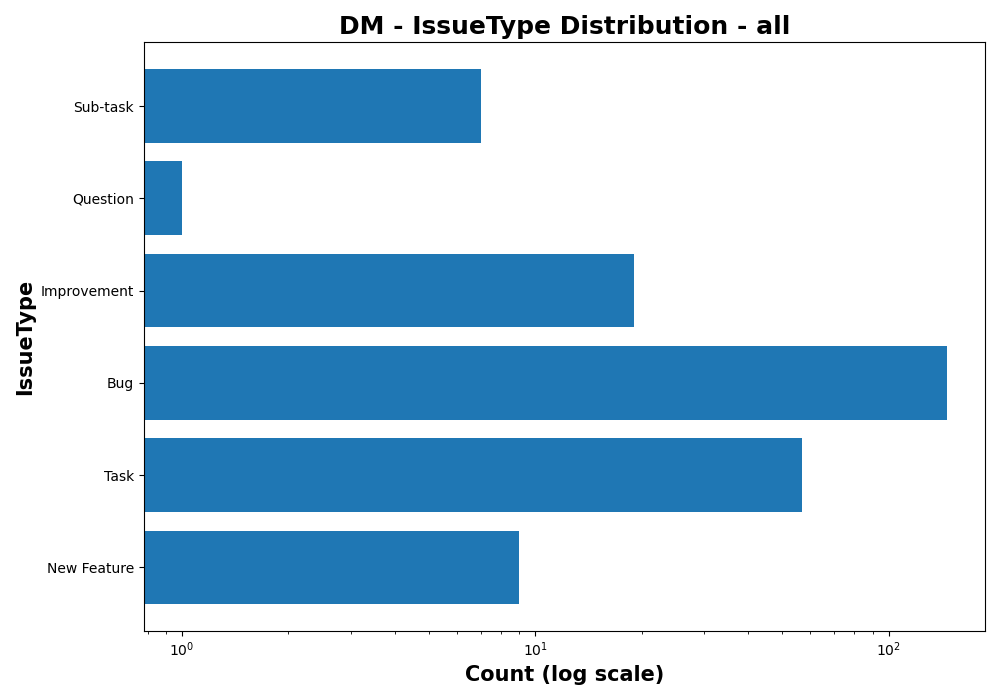 DM - IssueType Distribution - all
IssueType
Sub-task
Question
Improvement
Bug
Task
New Feature
10⁰ 10¹ 10²
Count (log scale)